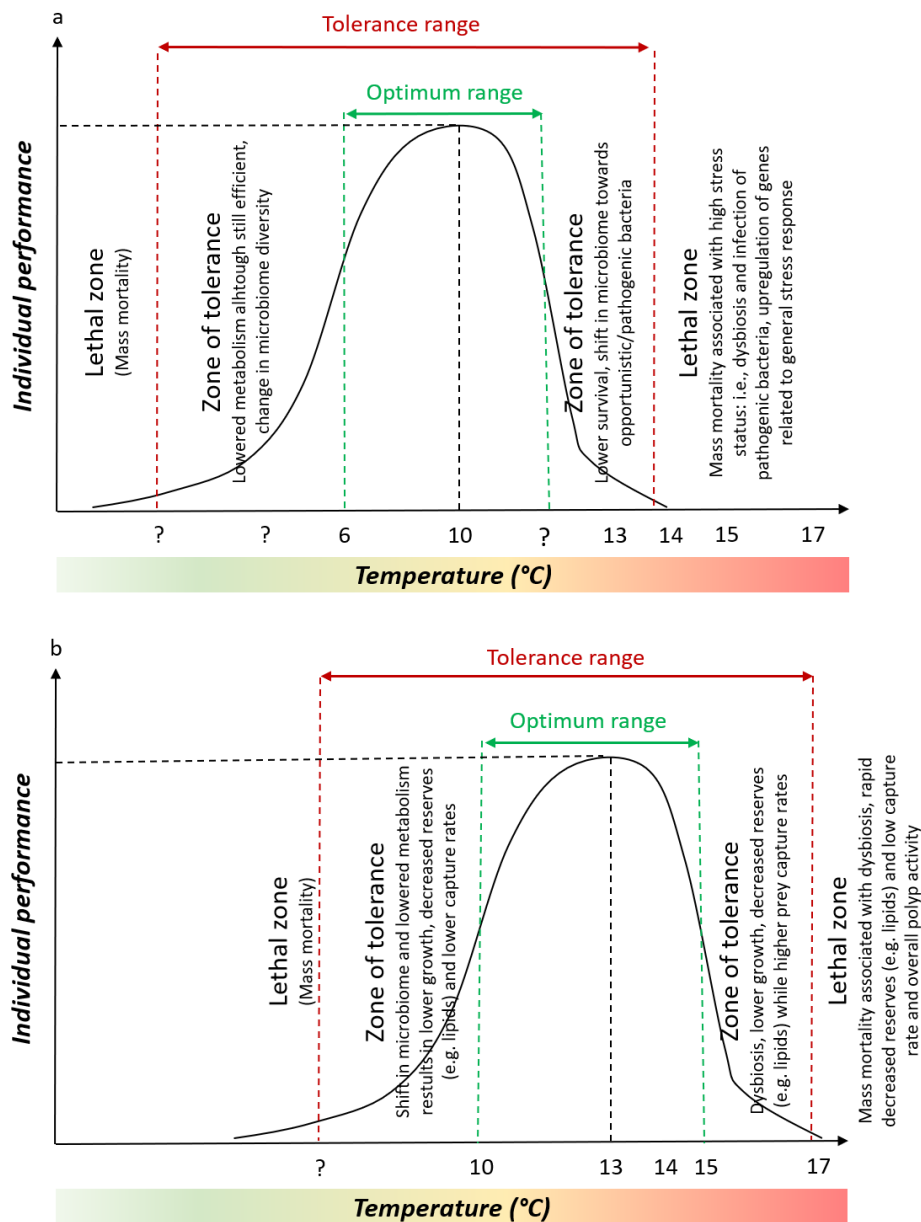 a
Tolerance range
Optimum range
Individual performance
Lethal zone
(Mass mortality)
Zone of tolerance
Lowered metabolism alhtough still efficient,
change in microbiome diversity
Zone of tolerance
Lower survival, shift in microbiome towards
opportunistic/pathogenic bacteria
Lethal zone
Mass mortality associated with high stress
status: i.e., dysbiosis and infection of
pathogenic bacteria, upregulation of genes
related to general stress response
? ? 6 10 ? 13 14 15 17
Temperature (°C)
b
Tolerance range
Optimum range
Individual performance
Lethal zone
(Mass mortality)
Zone of tolerance
Shift in microbiome and lowered metabolism
restults in lower growth, decreased reserves
(e.g. lipids) and lower capture rates
Zone of tolerance
Dysbiosis, lower growth, decreased reserves
(e.g. lipids) while higher prey capture rates
Lethal zone
Mass mortality associated with dysbiosis, rapid
decreased reserves (e.g. lipids) and low capture
rate and overall polyp activity
? 10 13 14 15 17
Temperature (°C)